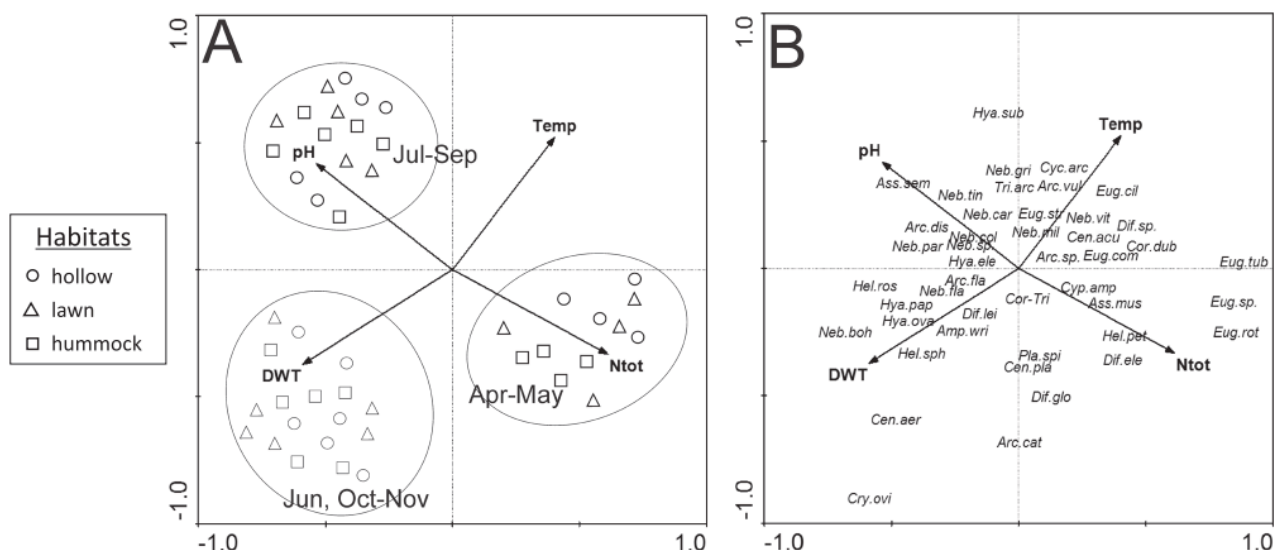 Habitats
hollow
lawn
hummock
A
1.0
-1.0
-1.0
1.0
Temp
pH
Jul-Sep
DWT
Ntot
Apr-May
Jun, Oct-Nov
B
1.0
-1.0
-1.0
1.0
Hya.sub
Temp
pH
Neb.gri
Cyc.arc
Ass.sem
Tri.arc
Arc.vul
Neb.tin
Eug.cil
Neb.car
Eug.str
Neb.vit
Arc.dis
Dif.sp.
Neb.col
Neb.mil
Cen.acu
Neb.par
Neb.sp.
Cor.dub
Hya.ele
Arc.sp.
Eug.com
Eug.tub
Arc.fla
Hel.ros
Neb.fla
Cyp.amp
Cor-Tri
Ass.mus
Eug.sp.
Hya.pap
Dif.lei
Hya.ova
Neb.boh
Amp.wri
Hel.pet
Eug.rot
Hel.sph
Pla.spi
Dif.ele
Cen.pla
DWT
Ntot
Dif.glo
Cen.aer
Arc.cat
Cry.ovi